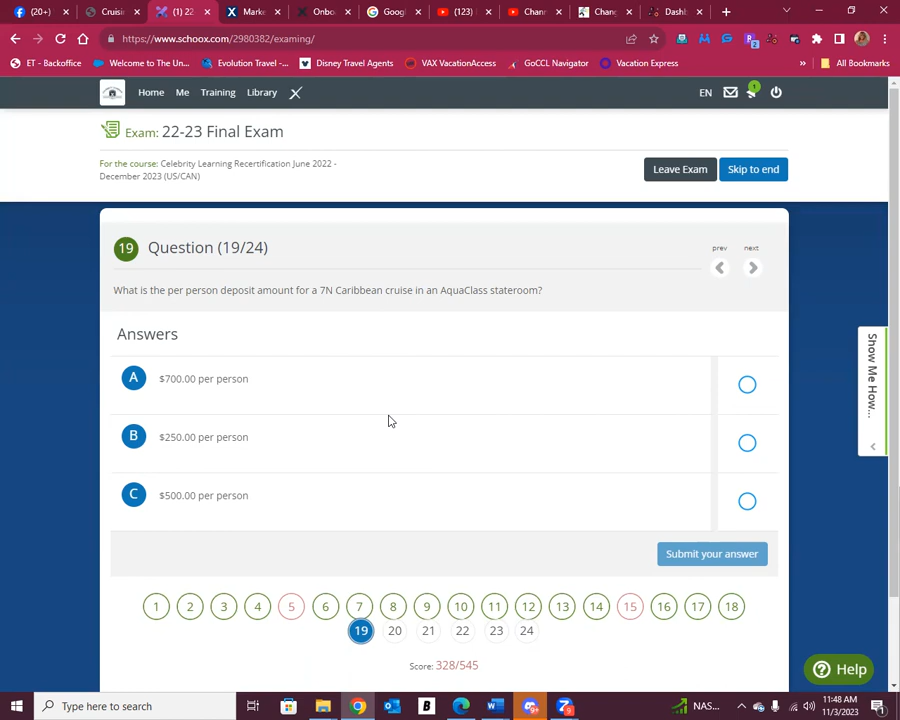 (20+)
Cruisin
(1) 22
Marke
Onbo
Googl
(123)
Chann
Chang
Dashb
https://www.schoox.com/2980382/examing/
ET - Backoffice
Welcome to The Un...
Evolution Travel -...
Disney Travel Agents
VAX VacationAccess
GoCCL Navigator
Vacation Express
»
All Bookmarks
Home Me Training Library
EN
1
Exam: 22-23 Final Exam
For the course: Celebrity Learning Recertification June 2022 -
December 2023 (US/CAN)
Leave Exam
Skip to end
19 Question (19/24)
prev next
What is the per person deposit amount for a 7N Caribbean cruise in an AquaClass stateroom?
Answers
A $700.00 per person
B $250.00 per person
C $500.00 per person
Show Me How...
Submit your answer
1 2 3 4 5 6 7 8 9 10 11 12 13 14 15 16 17 18
19 20 21 22 23 24
Score: 328/545
Help
Type here to search
NAS...
11:48 AM
11/3/2023